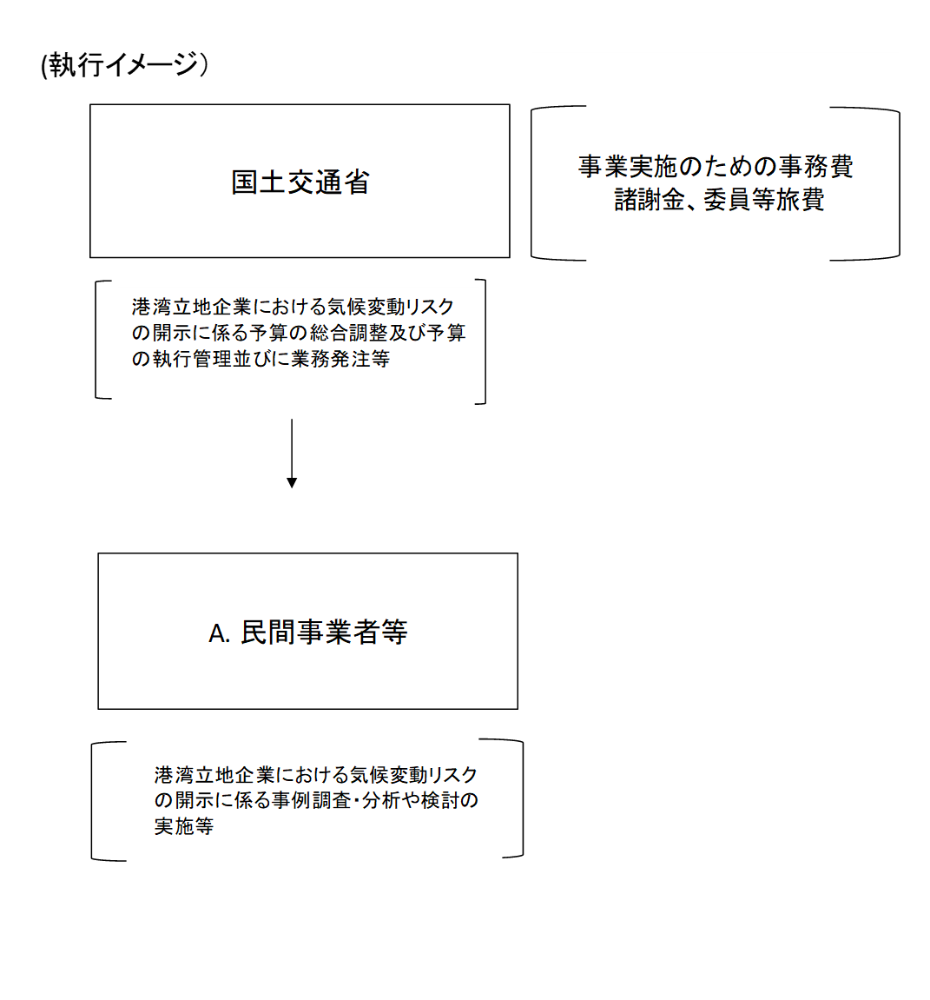 (執行イメージ）
国土交通省
事業実施のための事務費
諸謝金、委員等旅費
港湾立地企業における気候変動リスク
の開示に係る予算の総合調整及び予算
の執行管理並びに業務発注等
A. 民間事業者等
港湾立地企業における気候変動リスク
の開示に係る事例調査・分析や検討の
実施等